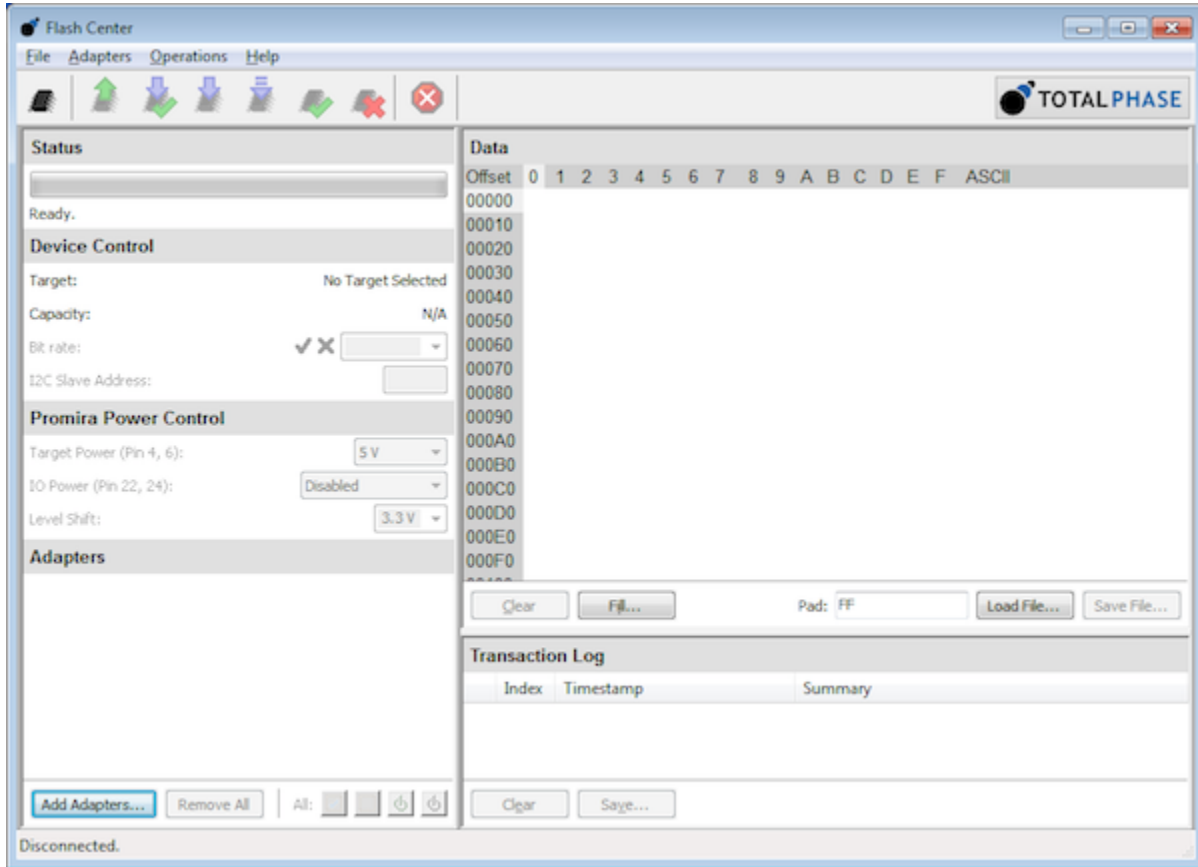 Flash Center
File Adapters Operations Help
TOTALPHASE
Status
Ready.
Device Control
Target: No Target Selected
Capacity: N/A
Bit rate:
I2C Slave Address:
Promira Power Control
Target Power (Pin 4, 6): 5 V
IO Power (Pin 22, 24): Disabled
Level Shift: 3.3 V
Adapters
Add Adapters... Remove All All:
Data
Offset 0 1 2 3 4 5 6 7 8 9 A B C D E F ASCII
00000
00010
00020
00030
00040
00050
00060
00070
00080
00090
000A0
000B0
000C0
000D0
000E0
000F0
Clear Fill... Pad: FF Load File... Save File...
Transaction Log
Index Timestamp Summary
Clear Save...
Disconnected.